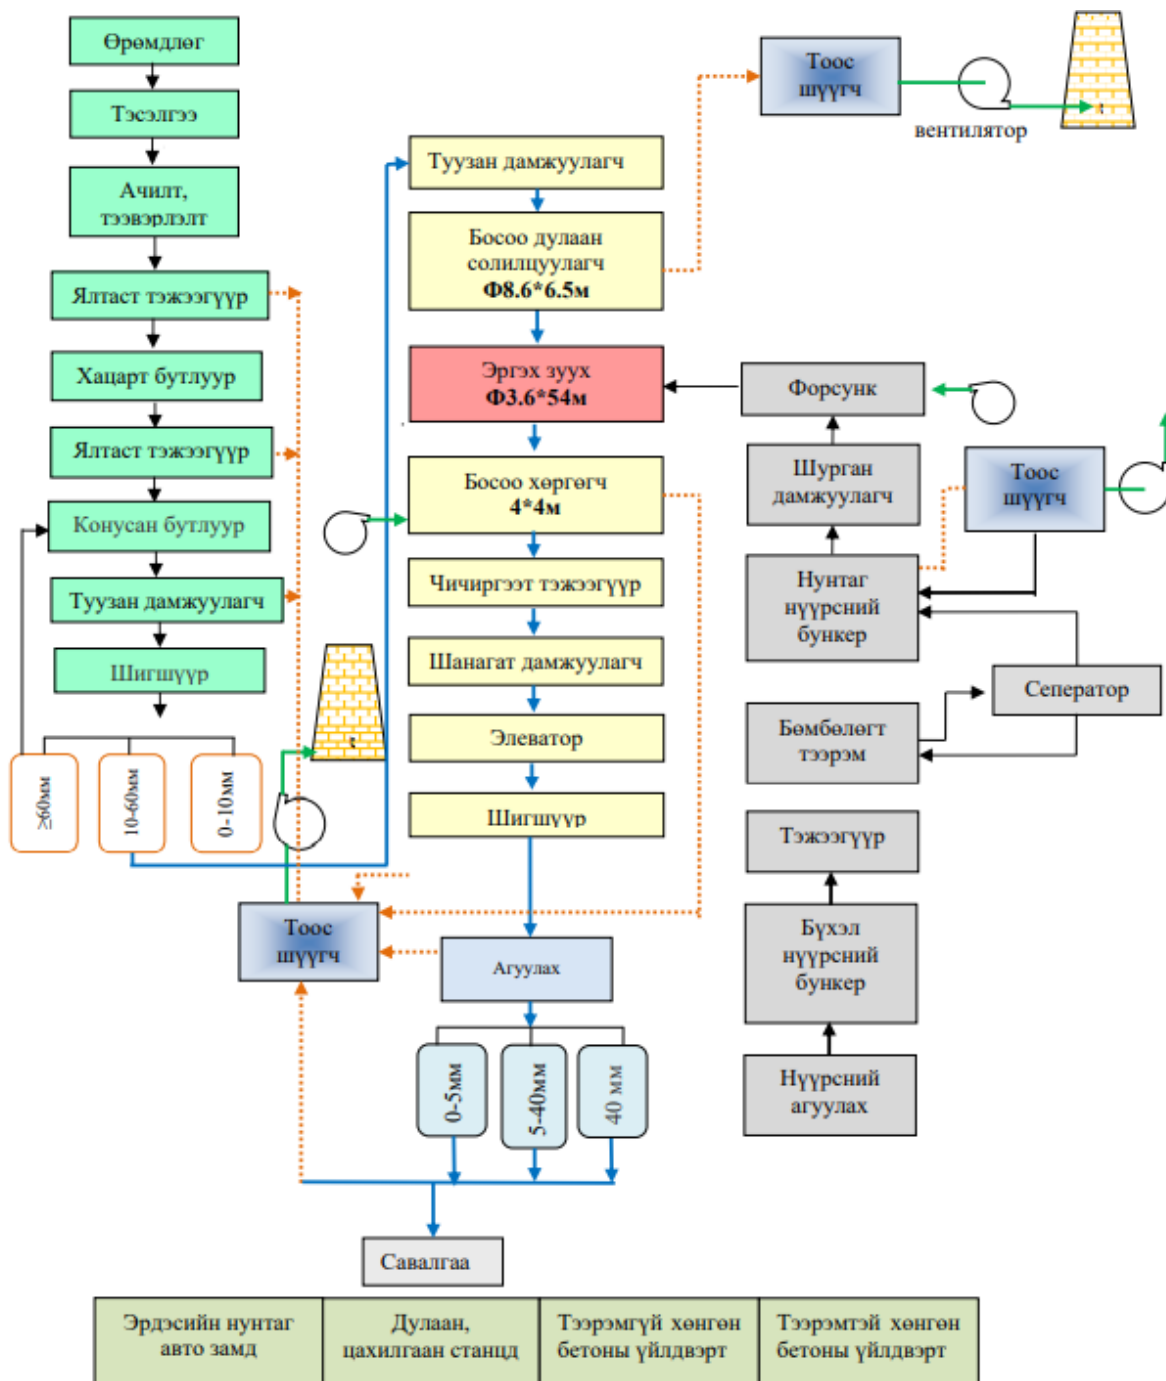 Өрөмдлөг
Тэсэлгээ
Ачилт,
тээвэрлэлт
Ялтаст тэжээгүүр
Хацарт бутлуур
Ялтаст тэжээгүүр
Конусан бутлуур
Туузан дамжуулагч
Шигшүүр
≥60мм
10-60мм
0-10мм
Туузан дамжуулагч
Босоо дулаан
солилцуулагч
Ф8.6*6.5м
Эргэх зуух
Ф3.6*54м
Босоо хөргөгч
4*4м
Чичиргээт тэжээгүүр
Шанагат дамжуулагч
Элеватор
Шигшүүр
Тоос
шүүгч
Агуулах
0-5мм
5-40мм
40 мм
Савалгаа
Тоос
шүүгч
вентилятор
Форсунк
Шурган
дамжуулагч
Тоос
шүүгч
Нунтаг
нүүрсний
бункер
Сеператор
Бөмбөлөгт
тээрэм
Тэжээгүүр
Бүхэл
нүүрсний
бункер
Нүүрсний
агуулах
Эрдэсийн нунтаг
авто замд
Дулаан,
цахилгаан станцд
Тээрэмгүй хөнгөн
бетоны үйлдвэрт
Тээрэмтэй хөнгөн
бетоны үйлдвэрт